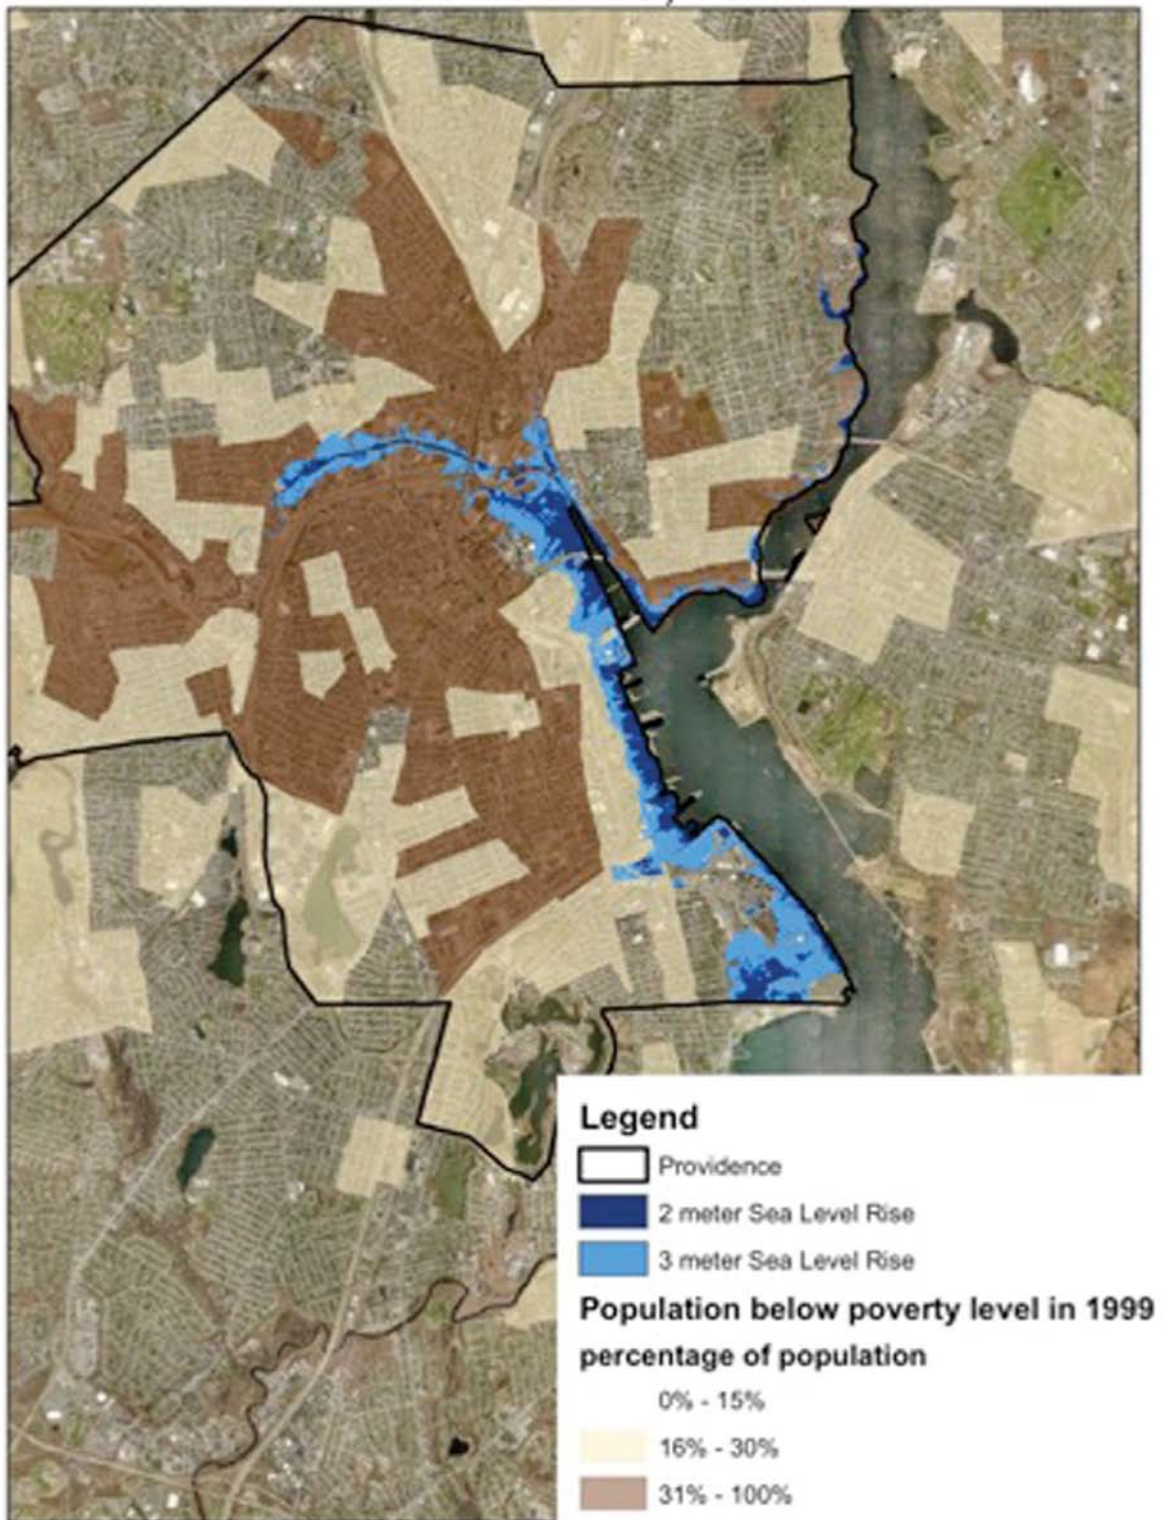 Legend
Providence
2 meter Sea Level Rise
3 meter Sea Level Rise
Population below poverty level in 1999
percentage of population
0% - 15%
16% - 30%
31% - 100%